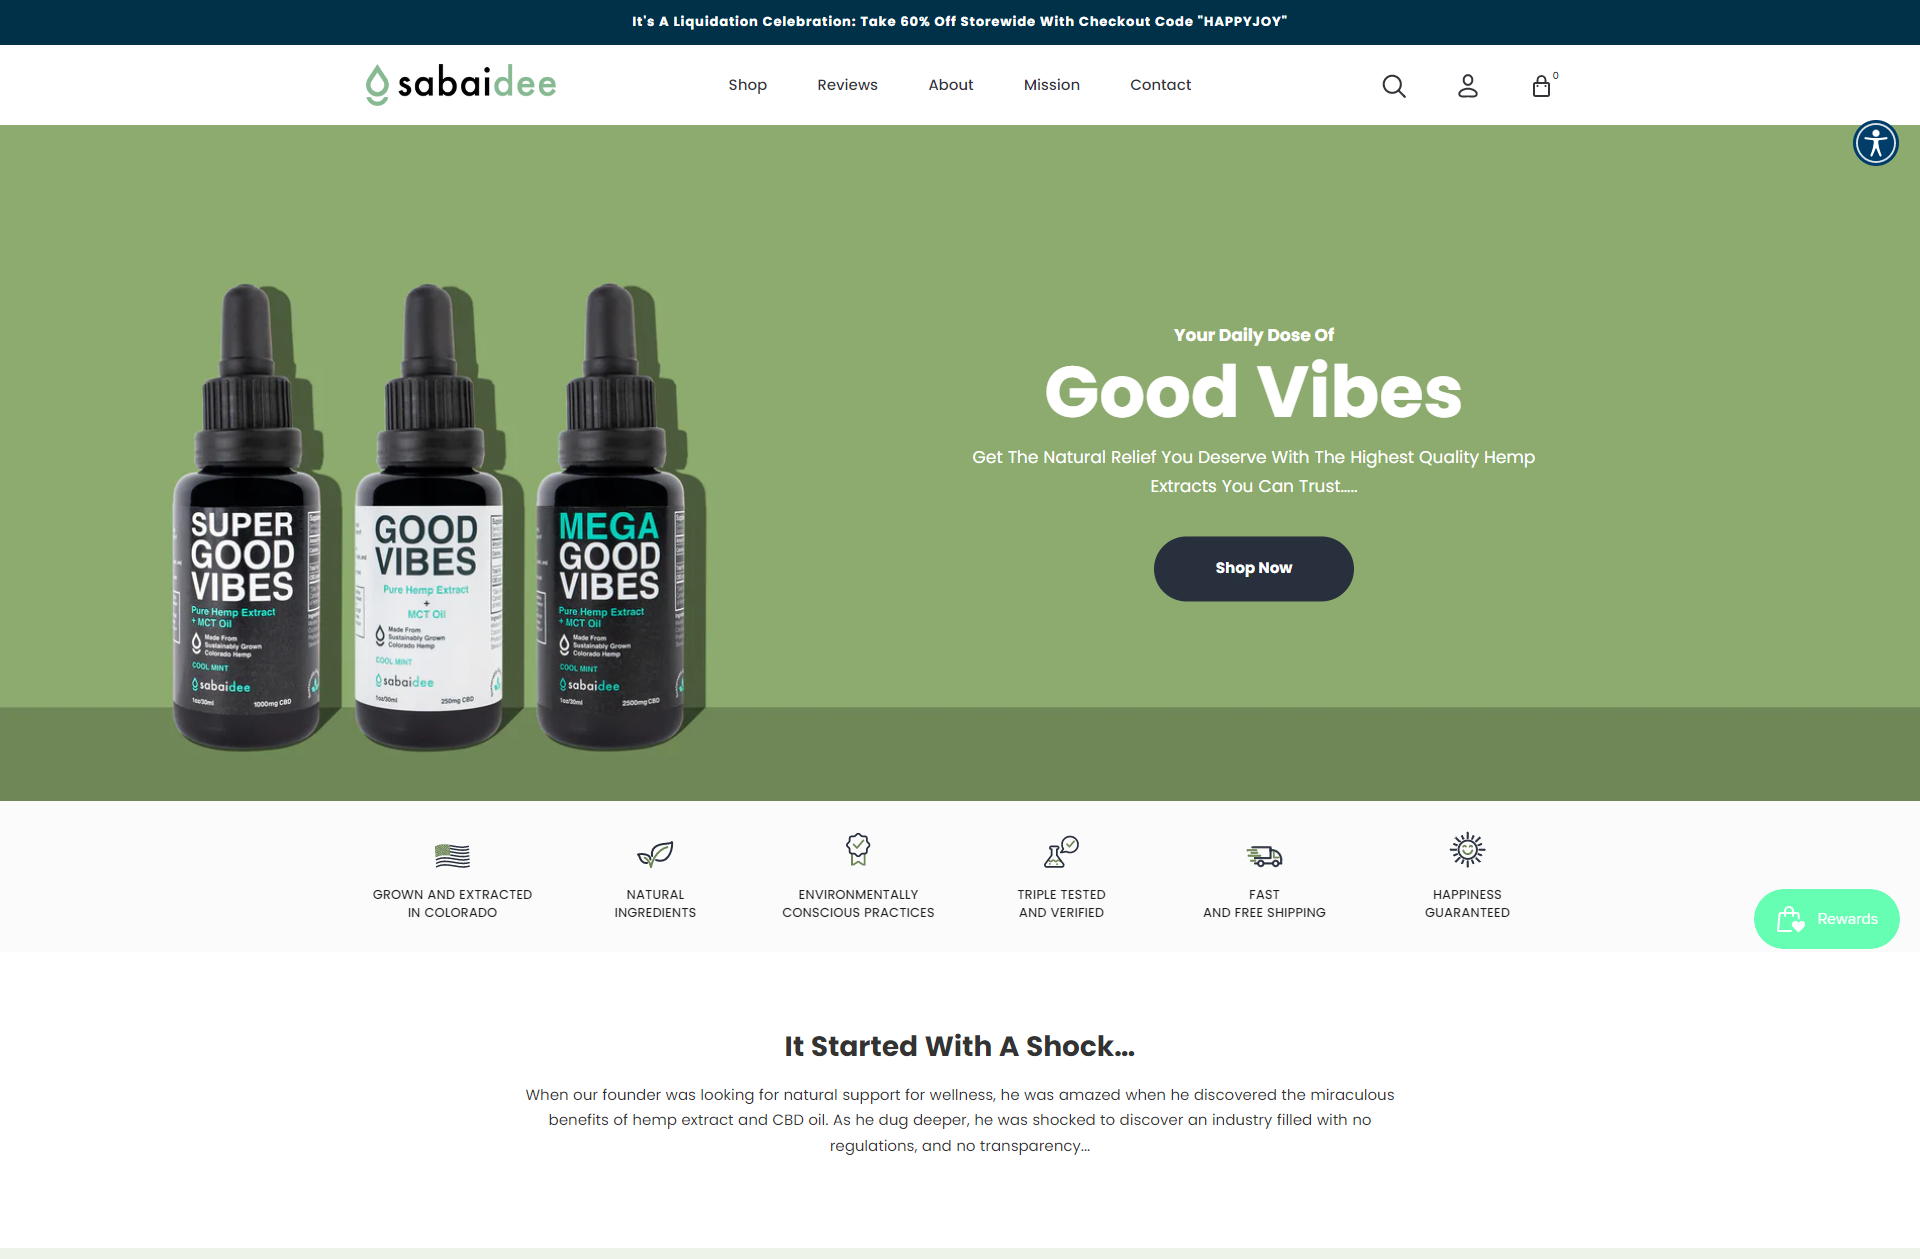 It's A Liquidation Celebration: Take 60% Off Storewide With Checkout Code "HAPPYJOY"
sabaidee
Shop
Reviews
About
Mission
Contact
0
Your Daily Dose Of
Good Vibes
Get The Natural Relief You Deserve With The Highest Quality Hemp
Extracts You Can Trust.....
Shop Now
SUPER
GOOD
VIBES
Pure Hemp Extract
+ MCT Oil
Made From
Sustainably Grown
Colorado Hemp
COOL MINT
sabaidee
1oz/30ml
1000mg CBD
GOOD
VIBES
Pure Hemp Extract
+
MCT Oil
Made From
Sustainably Grown
Colorado Hemp
COOL MINT
sabaidee
1oz/30ml
250mg CBD
MEGA
GOOD
VIBES
Pure Hemp Extract
+ MCT Oil
Made From
Sustainably Grown
Colorado Hemp
COOL MINT
sabaidee
1oz/30ml
2500mg CBD
GROWN AND EXTRACTED
IN COLORADO
NATURAL
INGREDIENTS
ENVIRONMENTALLY
CONSCIOUS PRACTICES
TRIPLE TESTED
AND VERIFIED
FAST
AND FREE SHIPPING
HAPPINESS
GUARANTEED
Rewards
It Started With A Shock...
When our founder was looking for natural support for wellness, he was amazed when he discovered the miraculous
benefits of hemp extract and CBD oil. As he dug deeper, he was shocked to discover an industry filled with no
regulations, and no transparency...